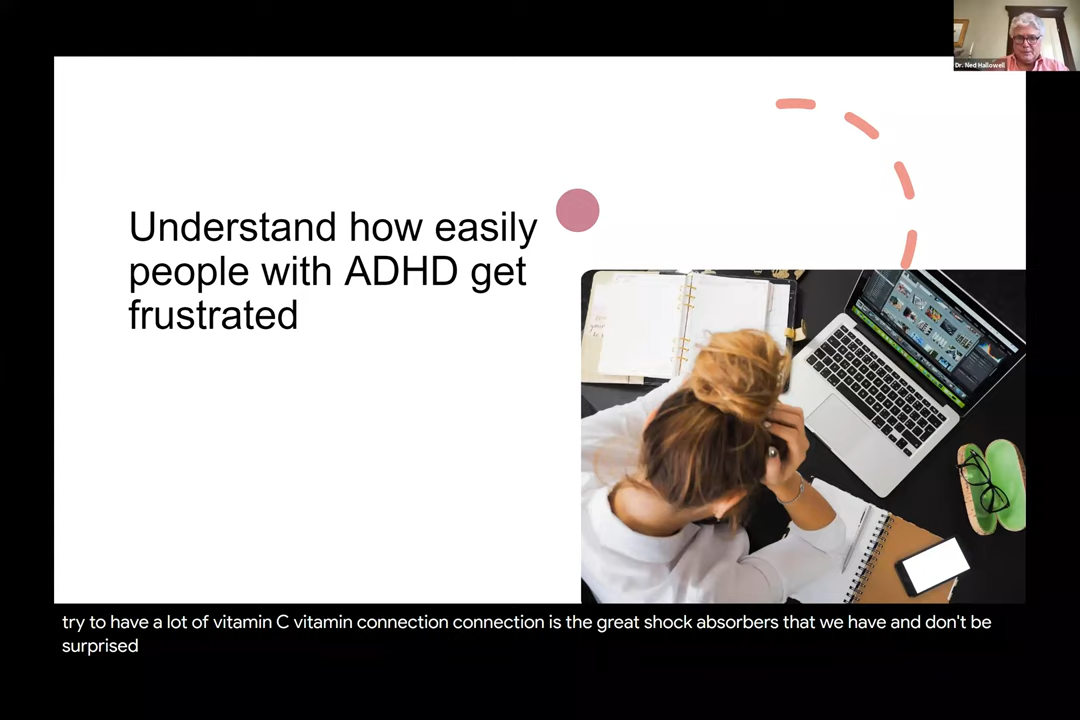 Dr. Ned Hallowell
Understand how easily
people with ADHD get
frustrated
try to have a lot of vitamin C vitamin connection connection is the great shock absorbers that we have and don't be
surprised